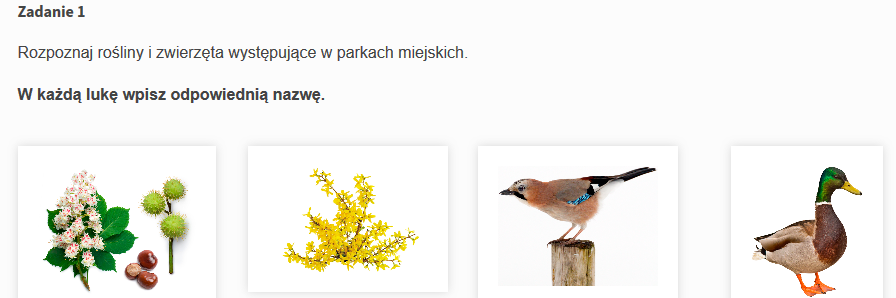 Zadanie 1
Rozpoznaj rośliny i zwierzęta występujące w parkach miejskich.
W każdą lukę wpisz odpowiednią nazwę.